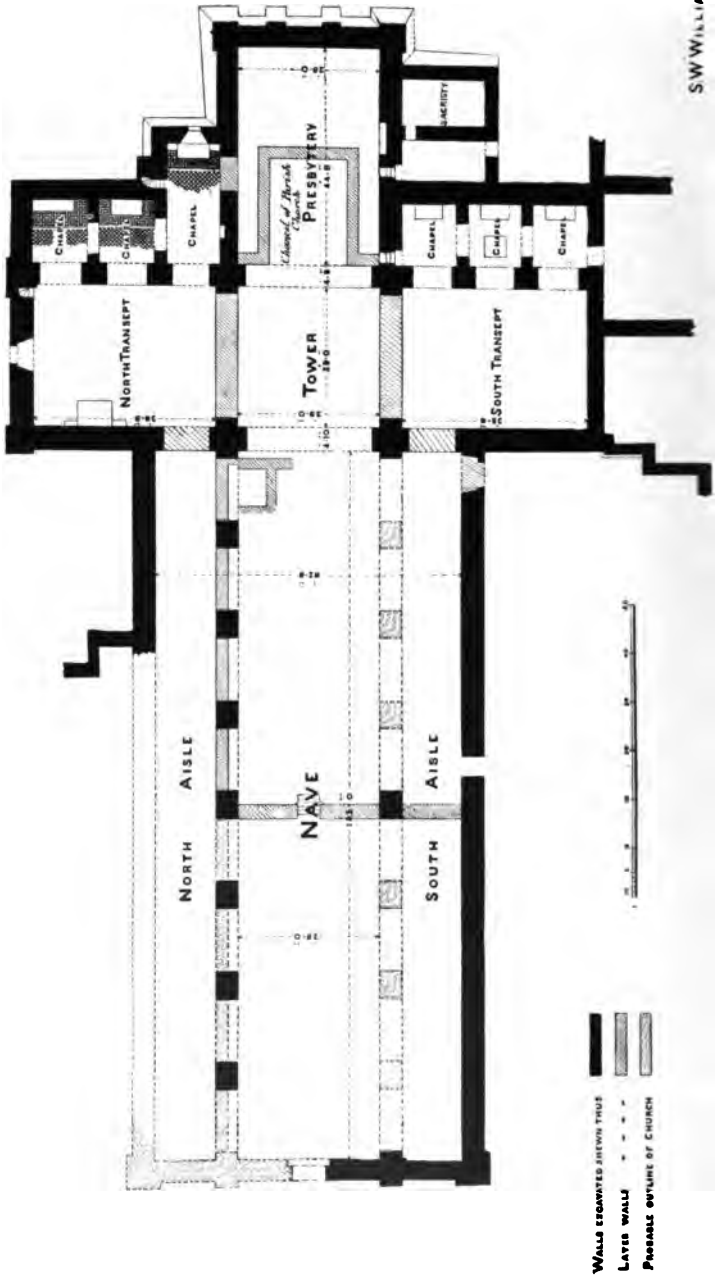 NORTH TRANSEPT
CHAPEL
CHAPEL
CHAPEL
TOWER
Chancel of Parish
Church
PRESBYTERY
SACRISTY
SOUTH TRANSEPT
CHAPEL
CHAPEL
CHAPEL
NORTH AISLE
NAVE
SOUTH AISLE
WALLS EXCAVATED SHEWN THUS
LATER WALLS
PROBABLE OUTLINE OF CHURCH
S.W WILLIA